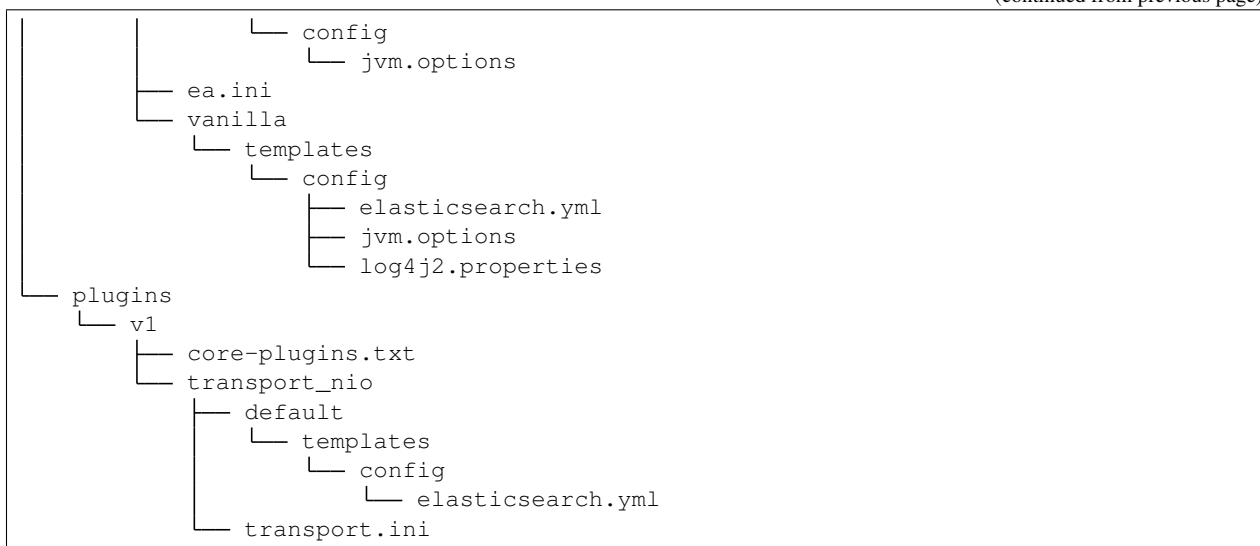 (continued from previous page)
│       │       └── config
│       │           └── jvm.options
│       ├── ea.ini
│       └── vanilla
│           └── templates
│               └── config
│                   ├── elasticsearch.yml
│                   ├── jvm.options
│                   └── log4j2.properties
└── plugins
    └── v1
        ├── core-plugins.txt
        └── transport_nio
            ├── default
            │   └── templates
            │       └── config
            │           └── elasticsearch.yml
            └── transport.ini